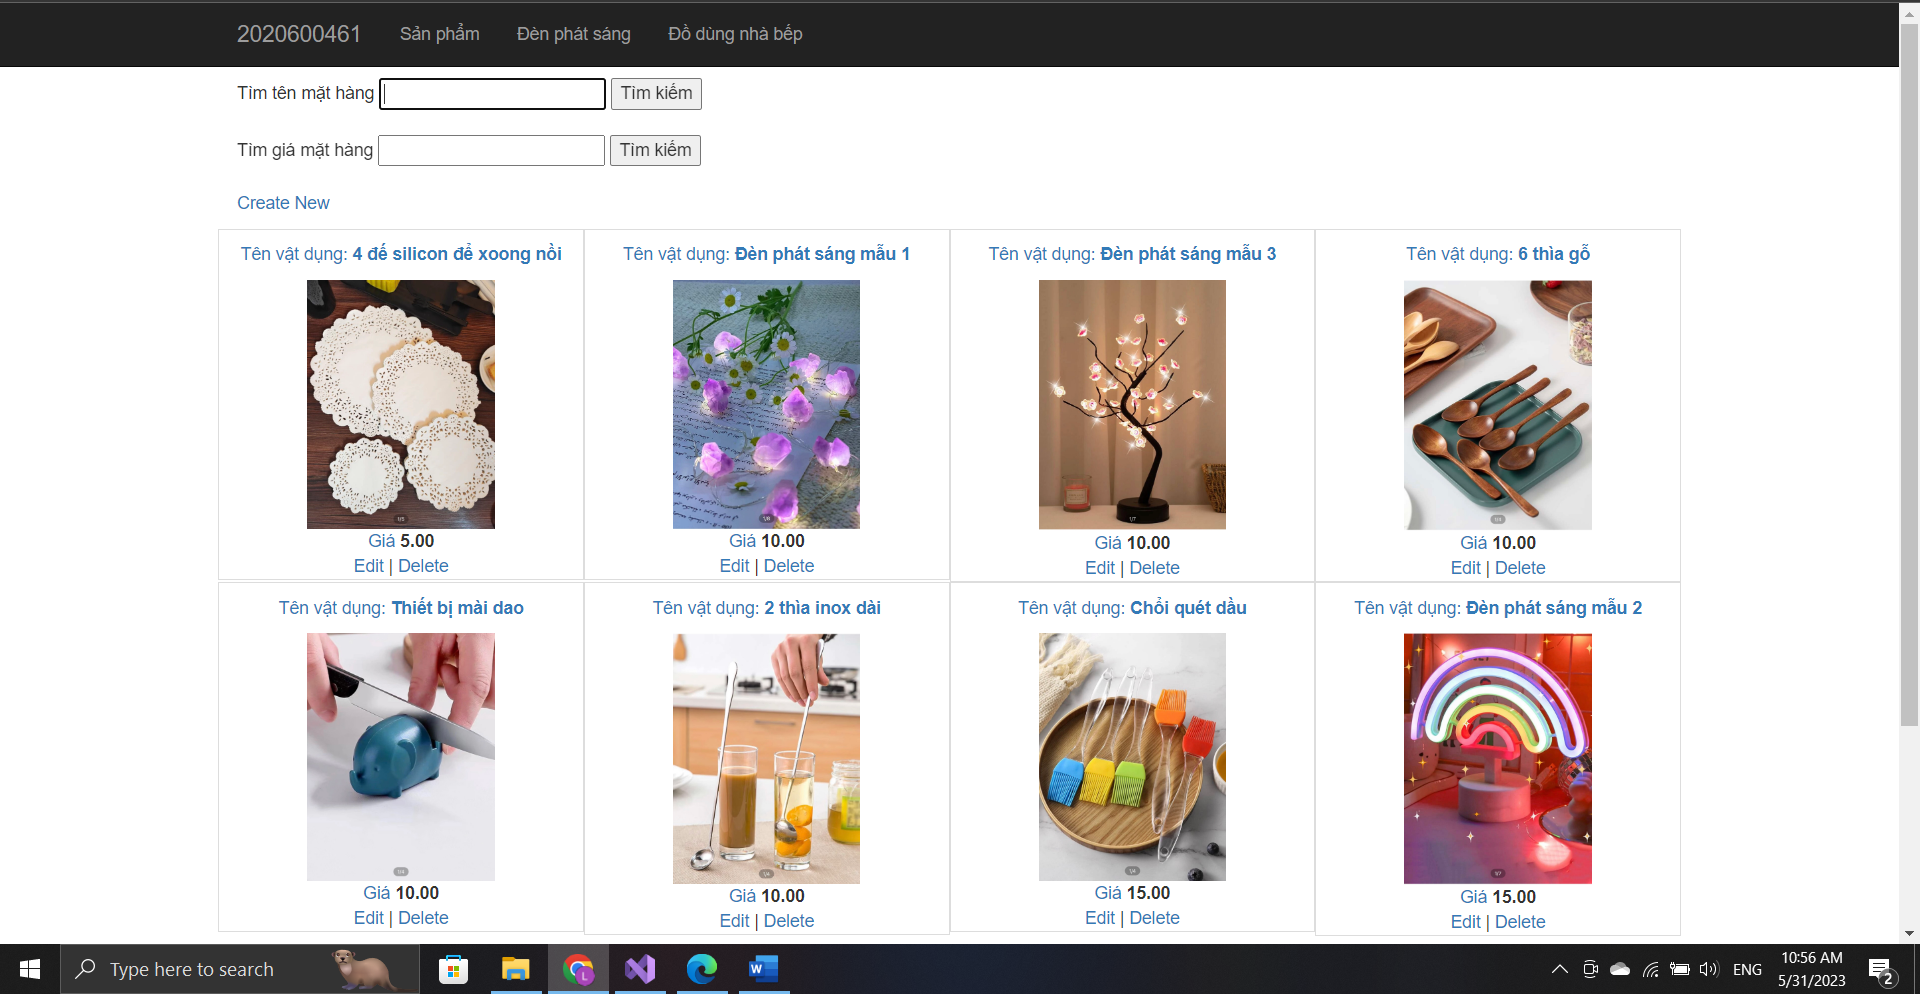 2020600461 Sản phẩm Đèn phát sáng Đồ dùng nhà bếp
Tìm tên mặt hàng Tìm kiếm
Tìm giá mặt hàng Tìm kiếm
Create New
Tên vật dụng: 4 đế silicon để xoong nồi
Giá 5.00
Edit | Delete
Tên vật dụng: Đèn phát sáng mẫu 1
Giá 10.00
Edit | Delete
Tên vật dụng: Đèn phát sáng mẫu 3
Giá 10.00
Edit | Delete
Tên vật dụng: 6 thìa gỗ
Giá 10.00
Edit | Delete
Tên vật dụng: Thiết bị mài dao
Giá 10.00
Edit | Delete
Tên vật dụng: 2 thìa inox dài
Giá 10.00
Edit | Delete
Tên vật dụng: Chổi quét dầu
Giá 15.00
Edit | Delete
Tên vật dụng: Đèn phát sáng mẫu 2
Giá 15.00
Edit | Delete
Type here to search
L
W
ENG
10:56 AM
5/31/2023
2